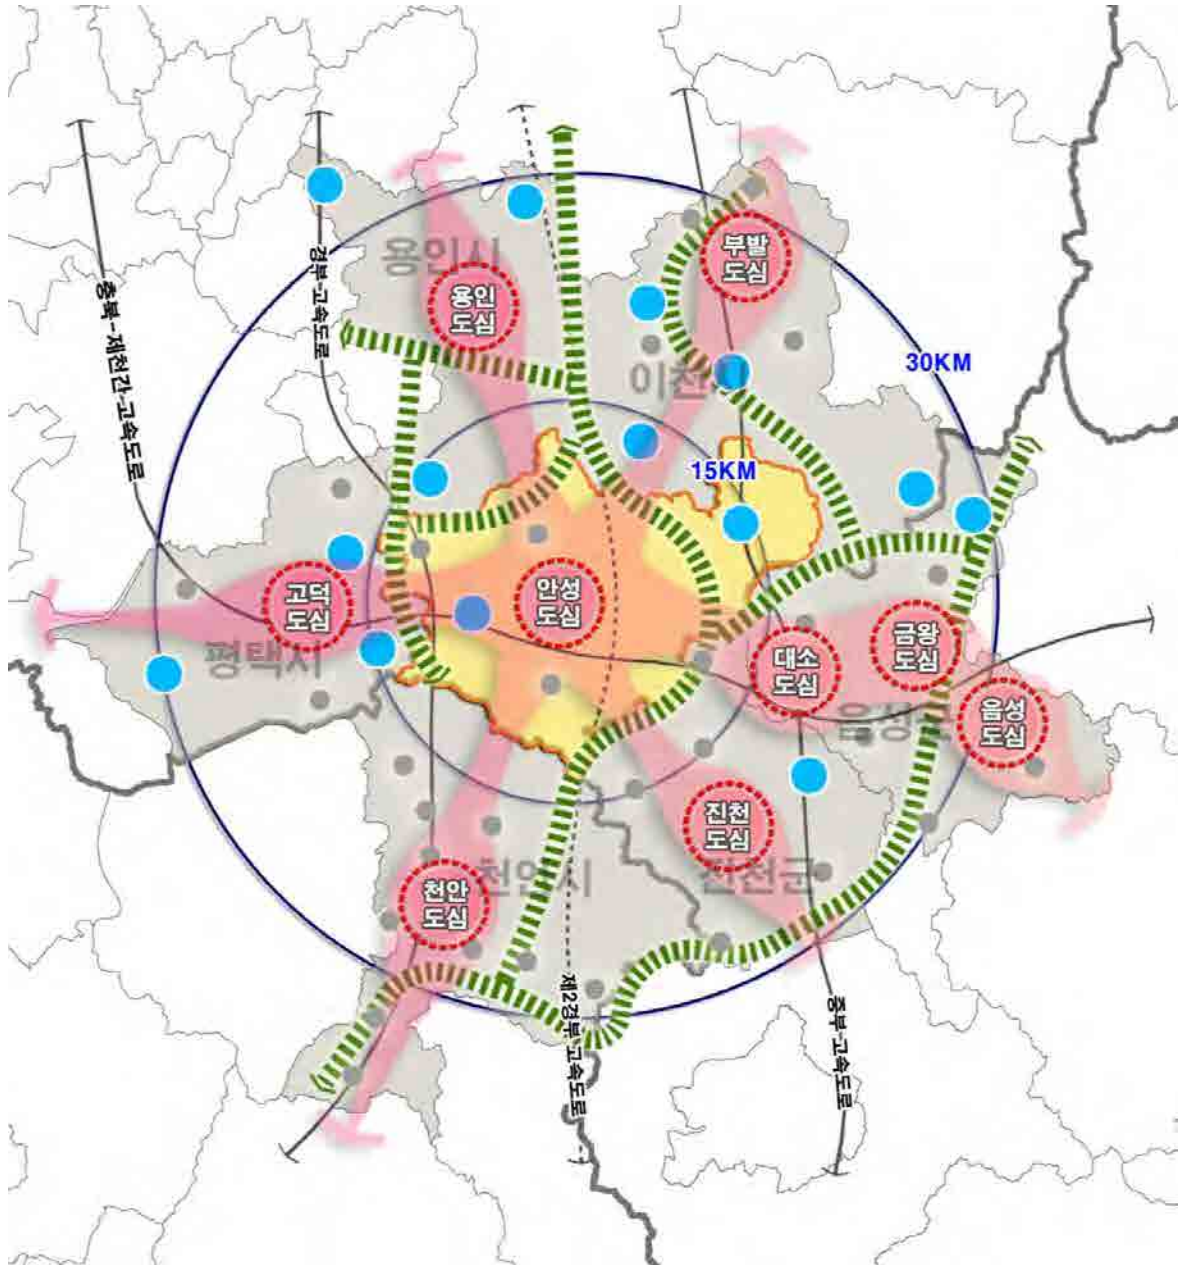 용인시
용인
도심
부발
도심
이천시
30KM
15KM
경부-고속도로
충북-제천간-고속도로
고덕
도심
평택시
안성
도심
대소
도심
금왕
도심
음성군
음성
도심
진천
도심
진천군
천안
도심
천안시
제2경부-고속도로
중부-고속도로